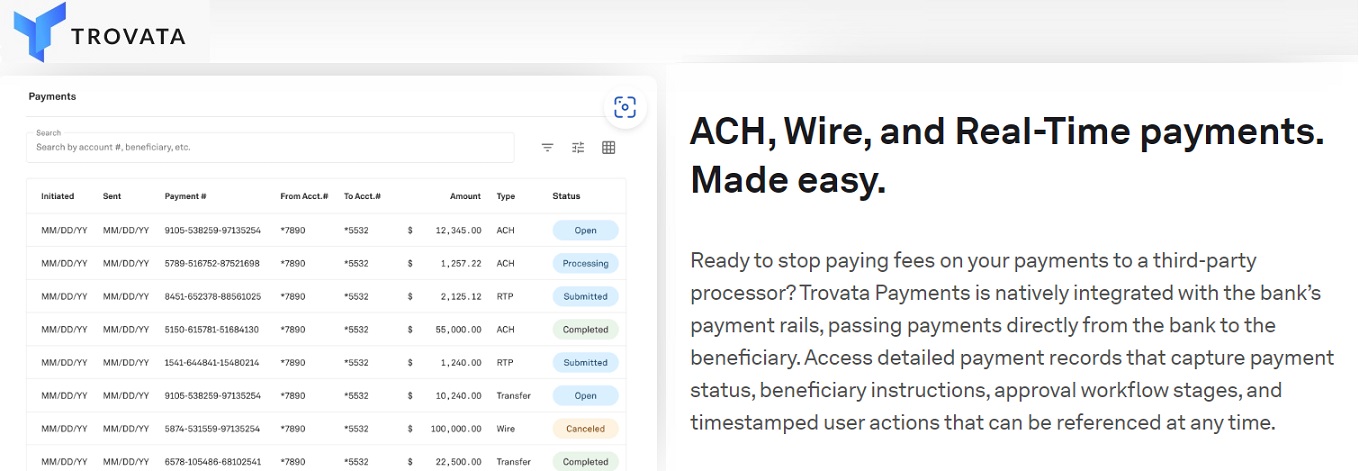 TROVATA
Payments
Search
Search by account #, beneficiary, etc.
Initiated Sent Payment # From Acct.# To Acct.# Amount Type Status
MM/DD/YY MM/DD/YY 9105-538259-97135254 *7890 *5532 $ 12,345.00 ACH Open
MM/DD/YY MM/DD/YY 5789-516752-87521698 *7890 *5532 $ 1,257.22 ACH Processing
MM/DD/YY MM/DD/YY 8451-652378-88561025 *7890 *5532 $ 2,125.12 RTP Submitted
MM/DD/YY MM/DD/YY 5150-615781-51684130 *7890 *5532 $ 55,000.00 ACH Completed
MM/DD/YY MM/DD/YY 1541-644841-15480214 *7890 *5532 $ 1,240.00 RTP Submitted
MM/DD/YY MM/DD/YY 9105-538259-97135254 *7890 *5532 $ 10,240.00 Transfer Open
MM/DD/YY MM/DD/YY 5874-531559-97135254 *7890 *5532 $ 100,000.00 Wire Canceled
MM/DD/YY MM/DD/YY 6578-105486-68102541 *7890 *5532 $ 22,500.00 Transfer Completed
ACH, Wire, and Real-Time payments.
Made easy.
Ready to stop paying fees on your payments to a third-party
processor? Trovata Payments is natively integrated with the bank's
payment rails, passing payments directly from the bank to the
beneficiary. Access detailed payment records that capture payment
status, beneficiary instructions, approval workflow stages, and
timestamped user actions that can be referenced at any time.